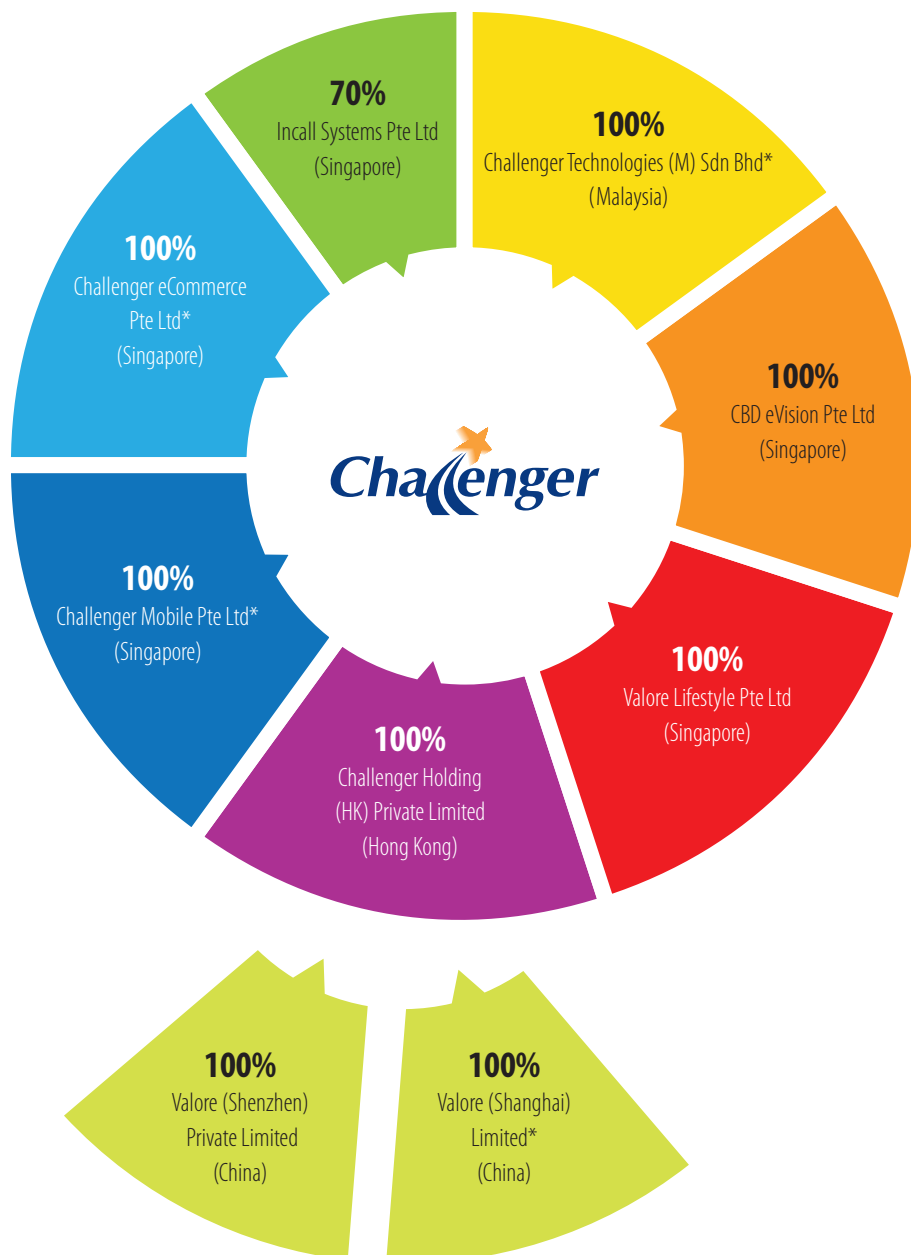 70%
Incall Systems Pte Ltd
(Singapore)
100%
Challenger Technologies (M) Sdn Bhd*
(Malaysia)
100%
Challenger eCommerce
Pte Ltd*
(Singapore)
100%
CBD eVision Pte Ltd
(Singapore)
Challenger
100%
Challenger Mobile Pte Ltd*
(Singapore)
100%
Valore Lifestyle Pte Ltd
(Singapore)
100%
Challenger Holding
(HK) Private Limited
(Hong Kong)
100%
Valore (Shenzhen)
Private Limited
(China)
100%
Valore (Shanghai)
Limited*
(China)